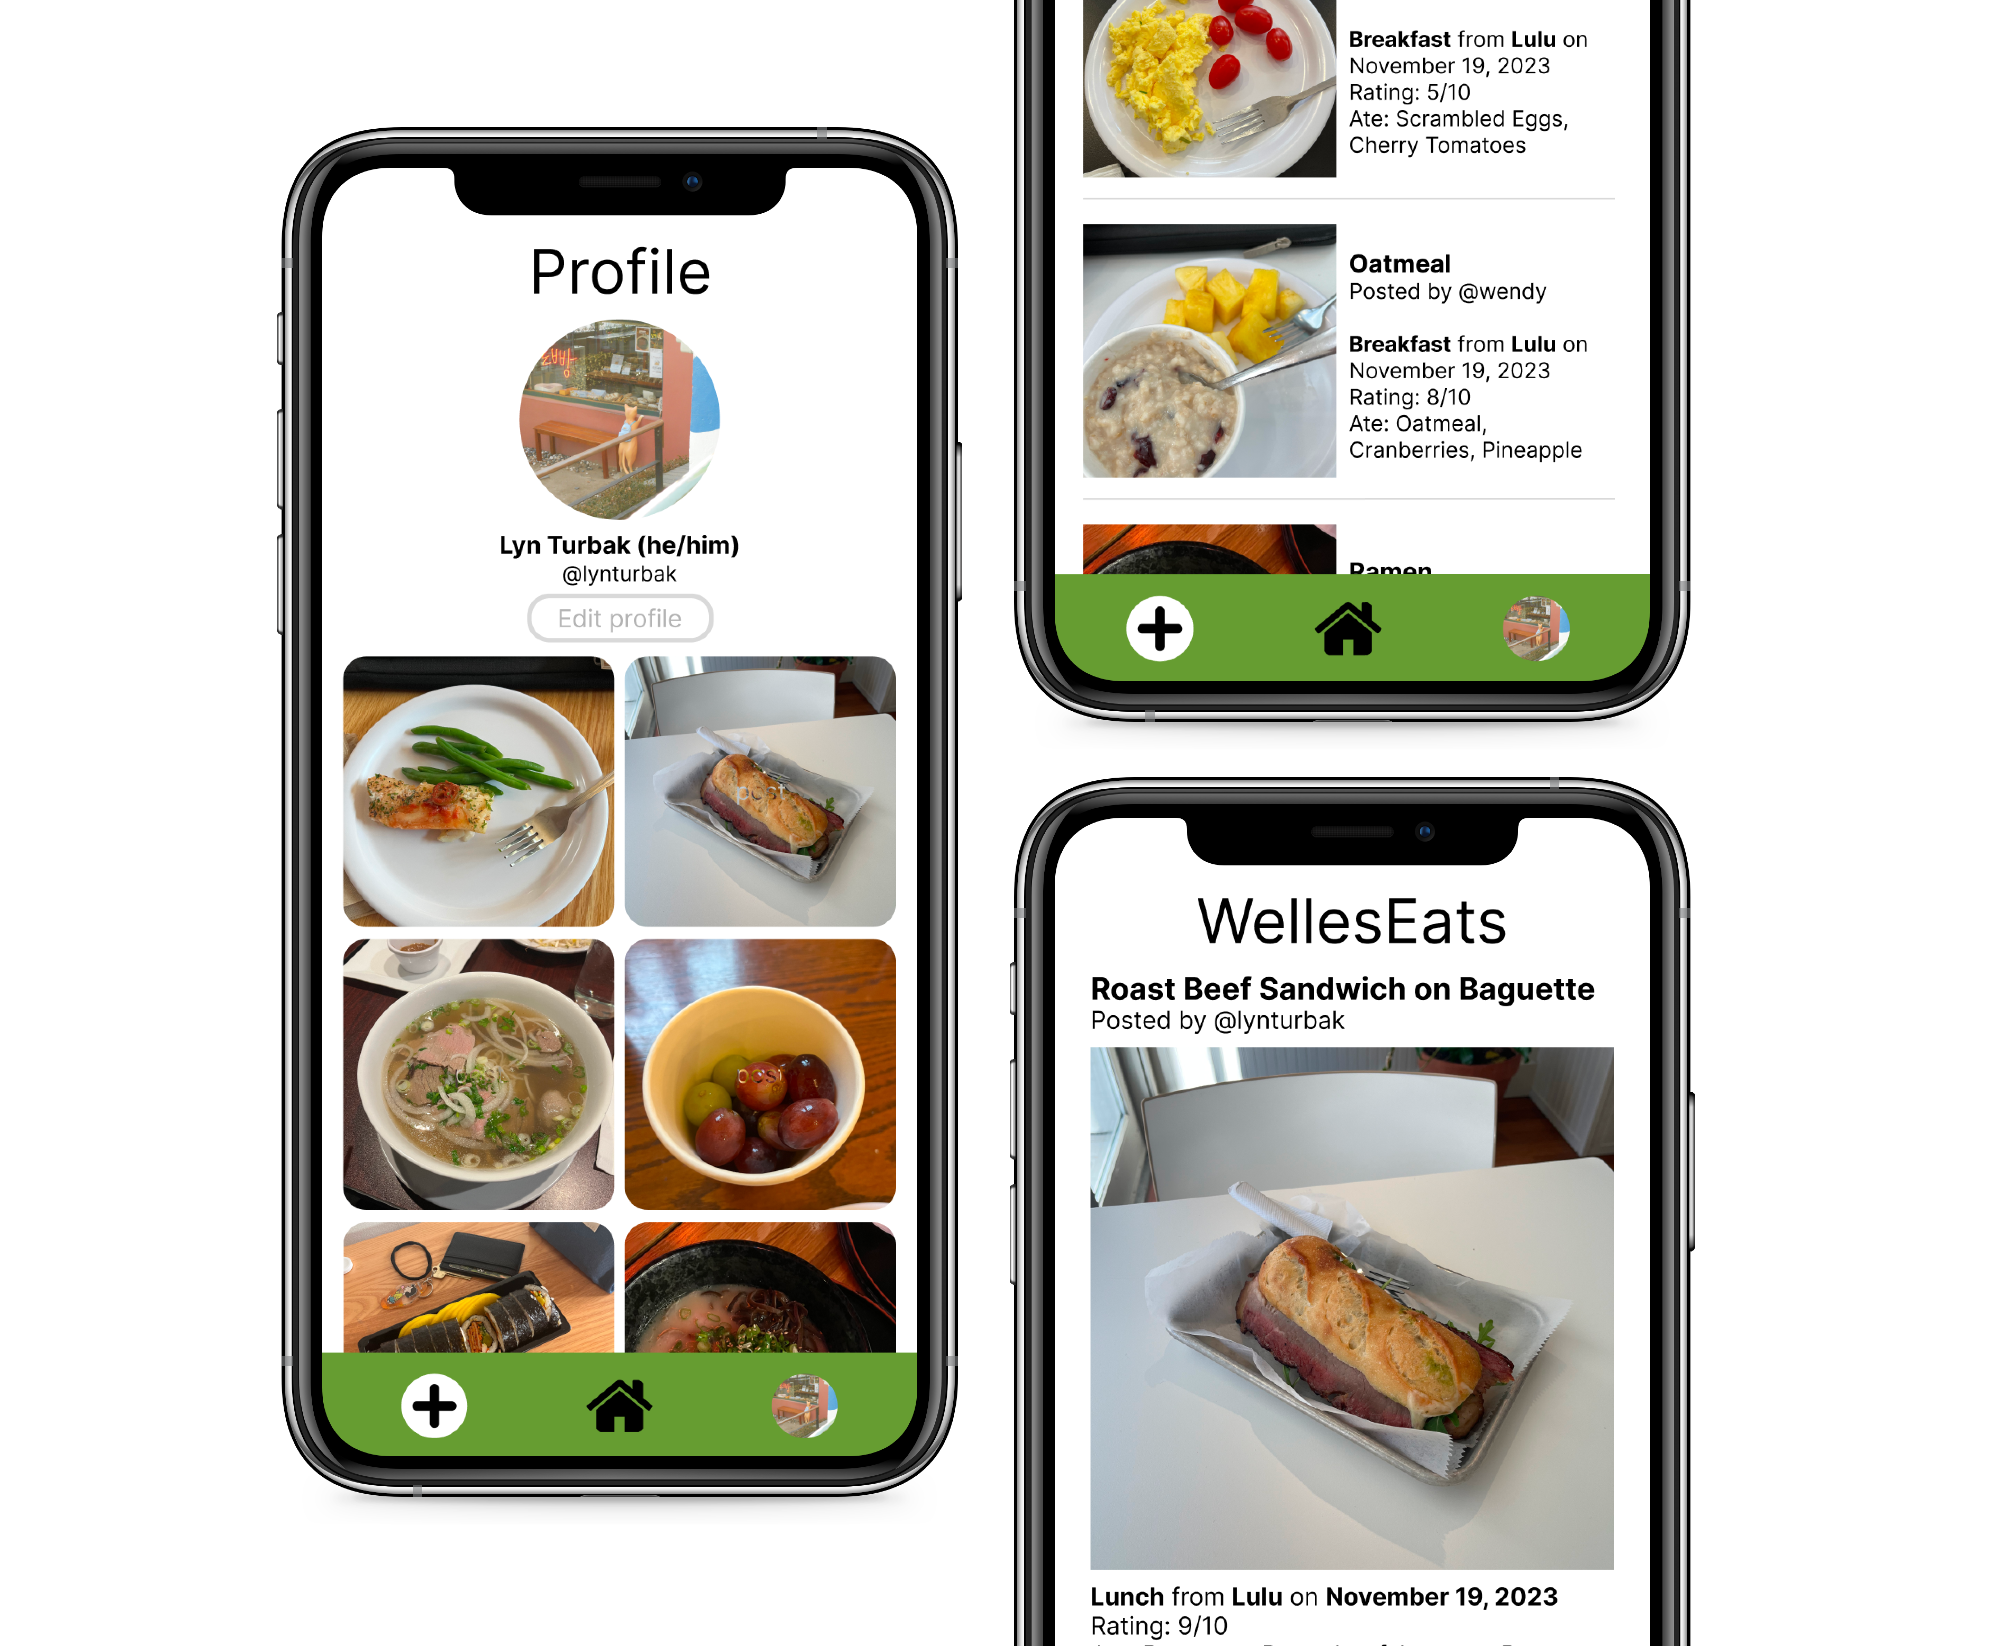 Profile
Lyn Turbak (he/him)
@lynturbak
Edit profile
post
post
Breakfast from Lulu on
November 19, 2023
Rating: 5/10
Ate: Scrambled Eggs,
Cherry Tomatoes
Oatmeal
Posted by @wendy
Breakfast from Lulu on
November 19, 2023
Rating: 8/10
Ate: Oatmeal,
Cranberries, Pineapple
Ramen
WellesEats
Roast Beef Sandwich on Baguette
Posted by @lynturbak
Lunch from Lulu on November 19, 2023
Rating: 9/10